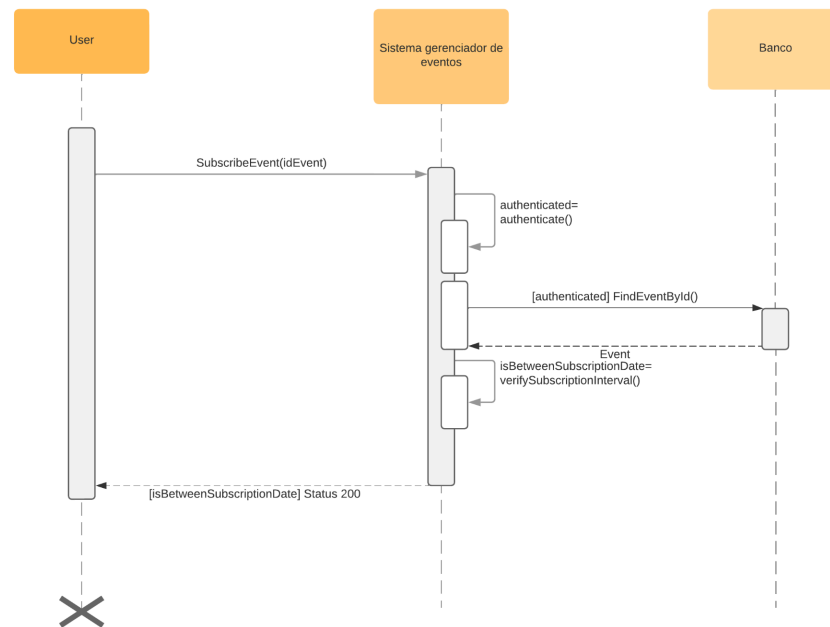 User
Sistema gerenciador de
eventos
Banco
SubscribeEvent(idEvent)
authenticated=
authenticate()
[authenticated] FindEventById()
Event
isBetweenSubscriptionDate=
verifySubscriptionInterval()
[isBetweenSubscriptionDate] Status 200